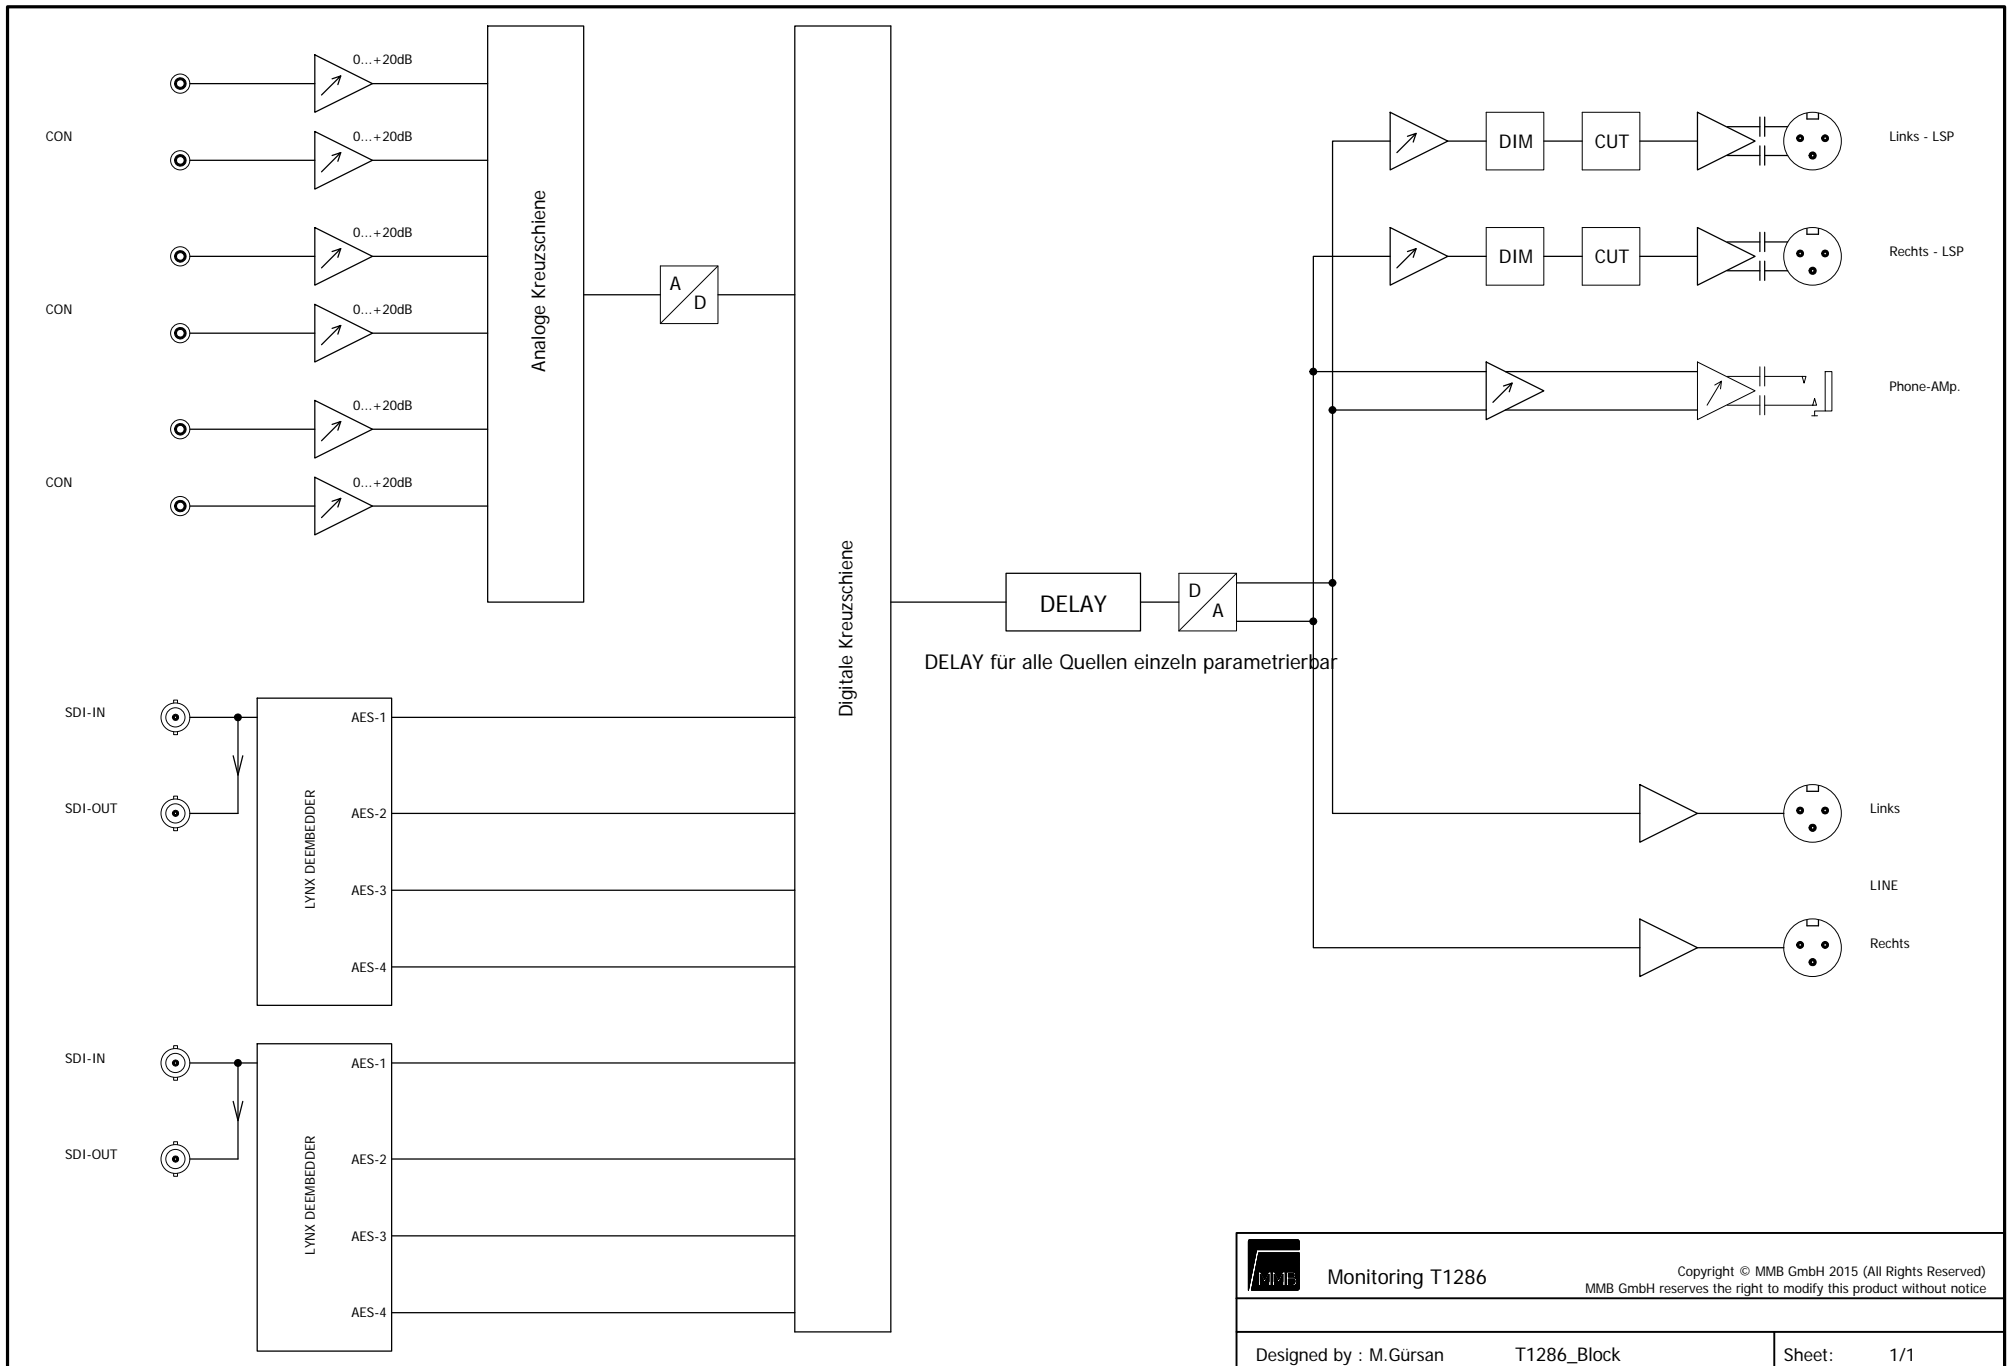 0...+20dB
CON
0...+20dB
0...+20dB
CON
0...+20dB
0...+20dB
CON
0...+20dB
Analoge Kreuzschiene
A
D
Digitale Kreuzschiene
SDI-IN
SDI-OUT
LYNX DEEMBEDDER
AES-1
AES-2
AES-3
AES-4
SDI-IN
SDI-OUT
LYNX DEEMBEDDER
AES-1
AES-2
AES-3
AES-4
DELAY
D
A
DELAY für alle Quellen einzeln parametrierbar
DIM
CUT
Links - LSP
DIM
CUT
Rechts - LSP
Phone-AMp.
Links
LINE
Rechts
MMB
Monitoring T1286
Copyright © MMB GmbH 2015 (All Rights Reserved)
MMB GmbH reserves the right to modify this product without notice
Designed by : M.Gürsan
T1286_Block
Sheet: 1/1